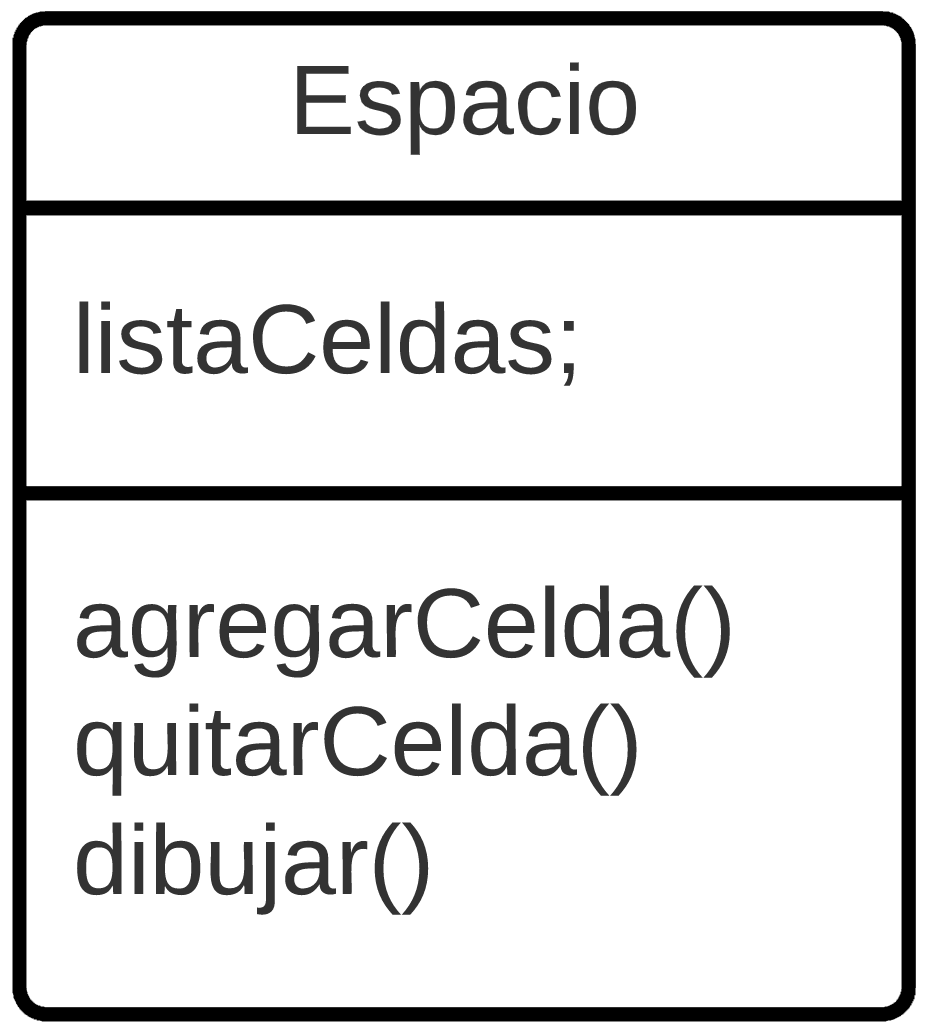 Espacio
listaCeldas;
agregarCelda()
quitarCelda()
dibujar()